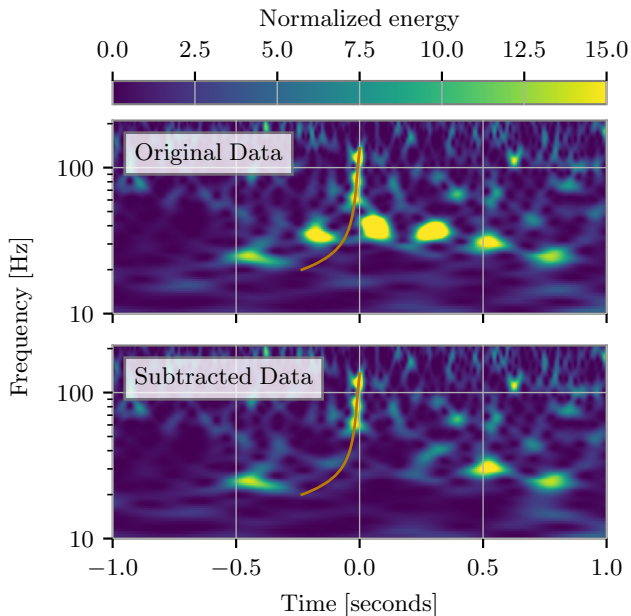 Normalized energy
0.0 2.5 5.0 7.5 10.0 12.5 15.0
Original Data
100
10
Frequency [Hz]
Subtracted Data
100
10
−1.0 −0.5 0.0 0.5 1.0
Time [seconds]